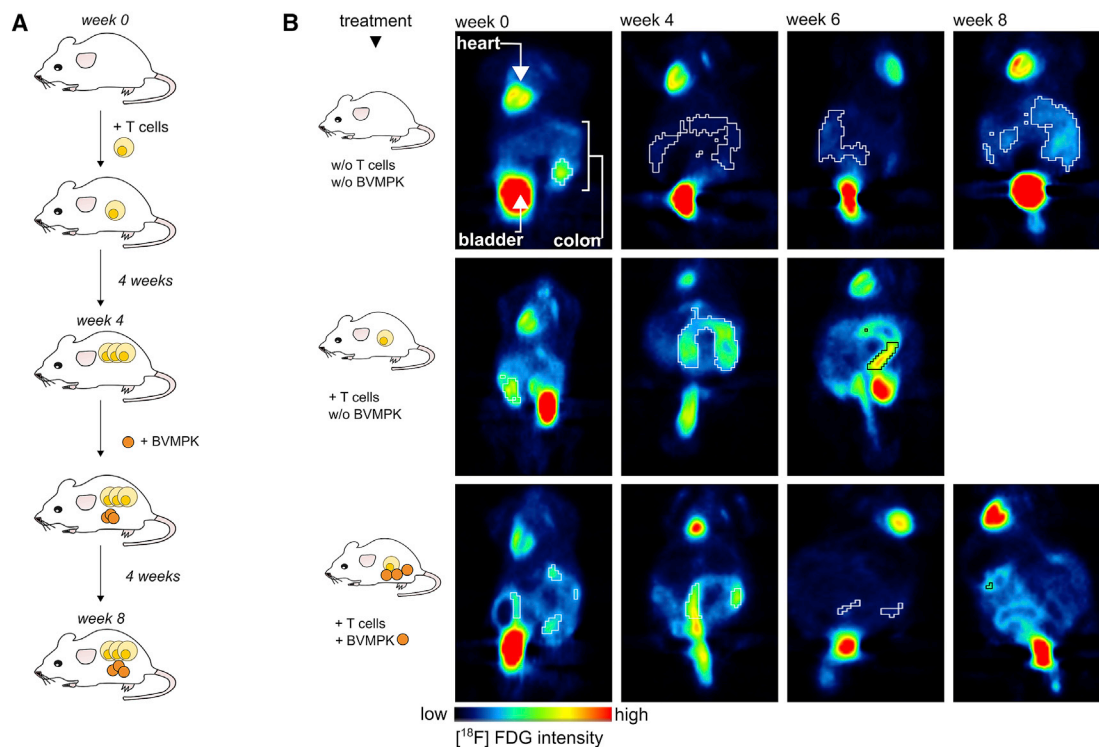 A
week 0
+ T cells
4 weeks
week 4
+ BVMPK
4 weeks
week 8
B
treatment
week 0
week 4
week 6
week 8
heart
bladder
colon
w/o T cells
w/o BVMPK
+ T cells
w/o BVMPK
+ T cells
+ BVMPK
low
high
[¹⁸F] FDG intensity